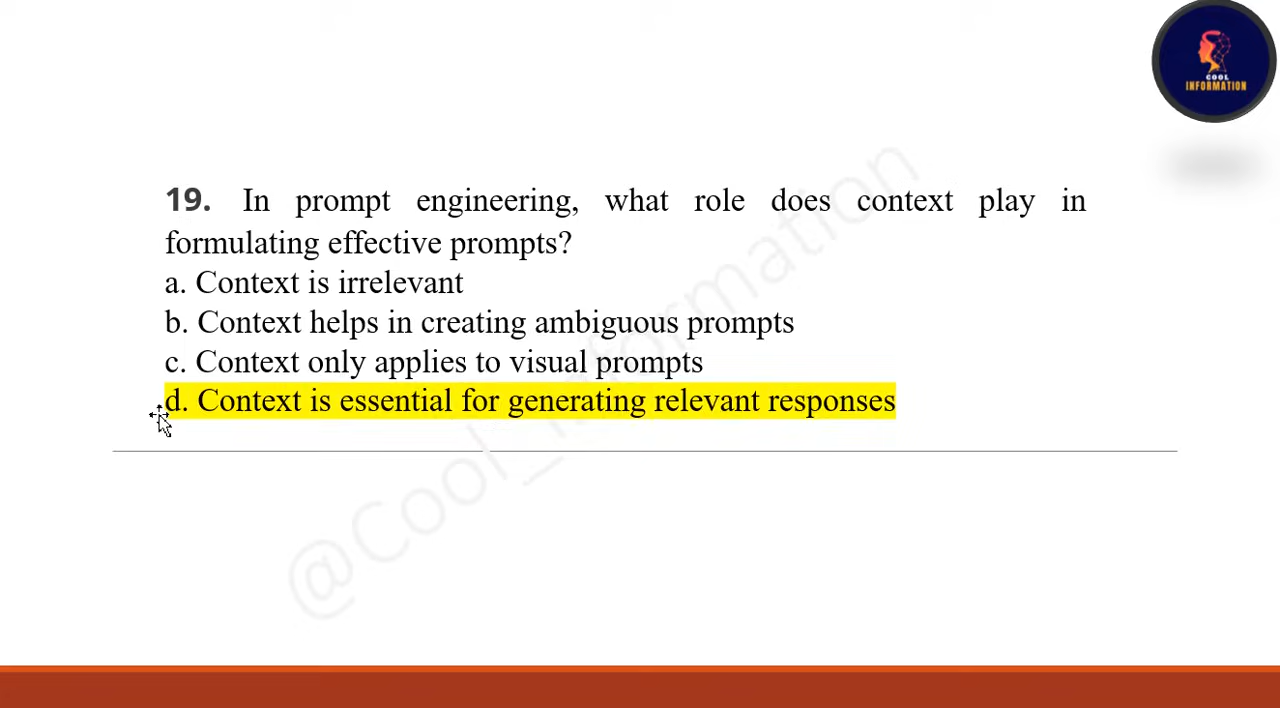 COOL
INFORMATION
19. In prompt engineering, what role does context play in
formulating effective prompts?
a. Context is irrelevant
b. Context helps in creating ambiguous prompts
c. Context only applies to visual prompts
d. Context is essential for generating relevant responses
@Cool_information